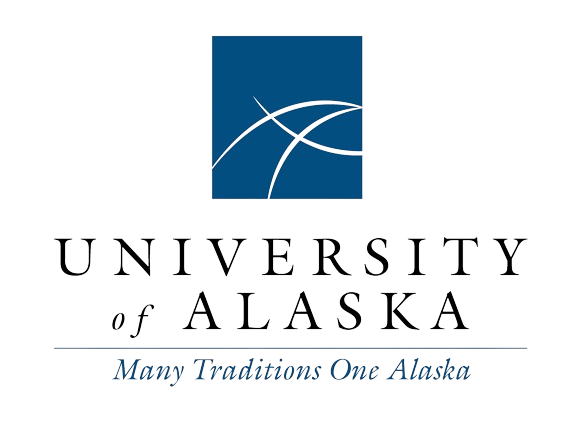 UNIVERSITY
of ALASKA
Many Traditions One Alaska